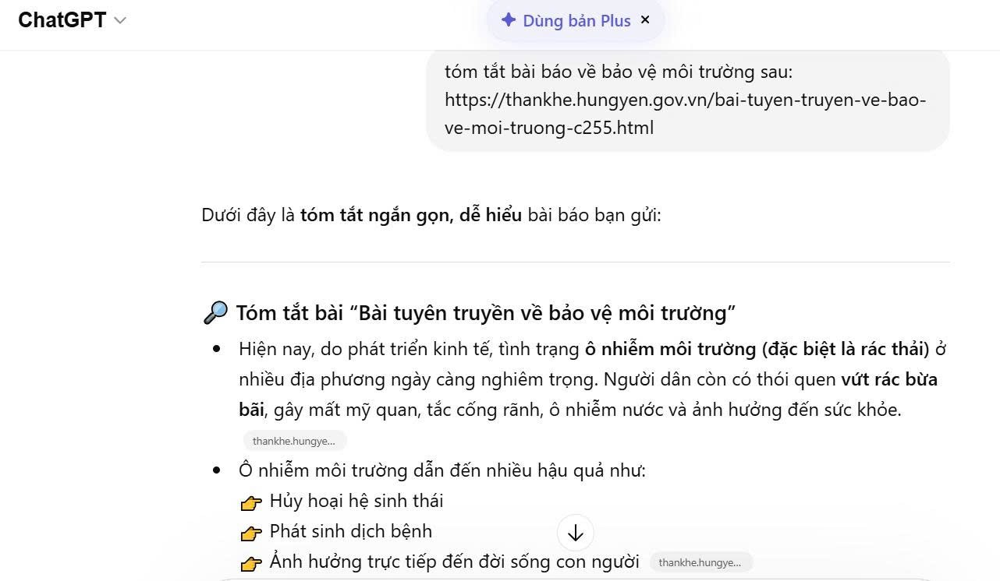 ChatGPT
Dùng bản Plus ×
tóm tắt bài báo về bảo vệ môi trường sau:
https://thankhe.hungyen.gov.vn/bai-tuyen-truyen-ve-bao-
ve-moi-truong-c255.html
Dưới đây là tóm tắt ngắn gọn, dễ hiểu bài báo bạn gửi:
Tóm tắt bài “Bài tuyên truyền về bảo vệ môi trường”
Hiện nay, do phát triển kinh tế, tình trạng ô nhiễm môi trường (đặc biệt là rác thải) ở
nhiều địa phương ngày càng nghiêm trọng. Người dân còn có thói quen vứt rác bừa
bãi, gây mất mỹ quan, tắc cống rãnh, ô nhiễm nước và ảnh hưởng đến sức khỏe.
thankhe.hungye...
Ô nhiễm môi trường dẫn đến nhiều hậu quả như:
Hủy hoại hệ sinh thái
Phát sinh dịch bệnh
Ảnh hưởng trực tiếp đến đời sống con người thankhe.hungye...